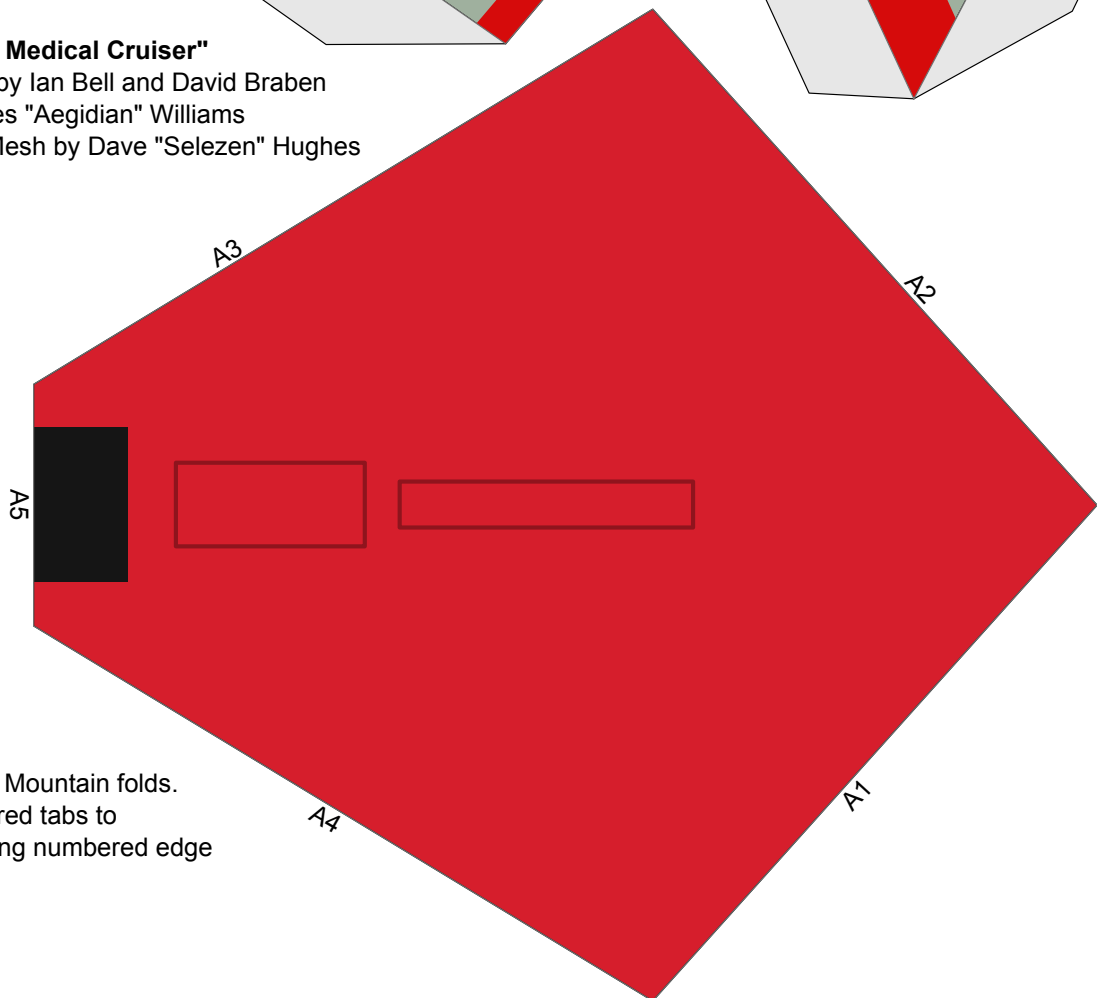 Medical Cruiser"
by Ian Bell and David Braben
es "Aegidian" Williams
Mesh by Dave "Selezen" Hughes
A3
A2
A5
Mountain folds.
red tabs to
ng numbered edge
A4
A1